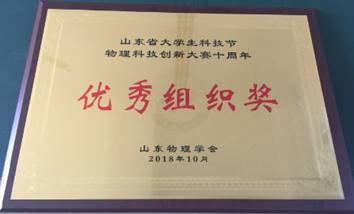 山东省大学生科技节
物理科技创新大赛十周年
优秀组织奖
山东物理学会
2018年10月